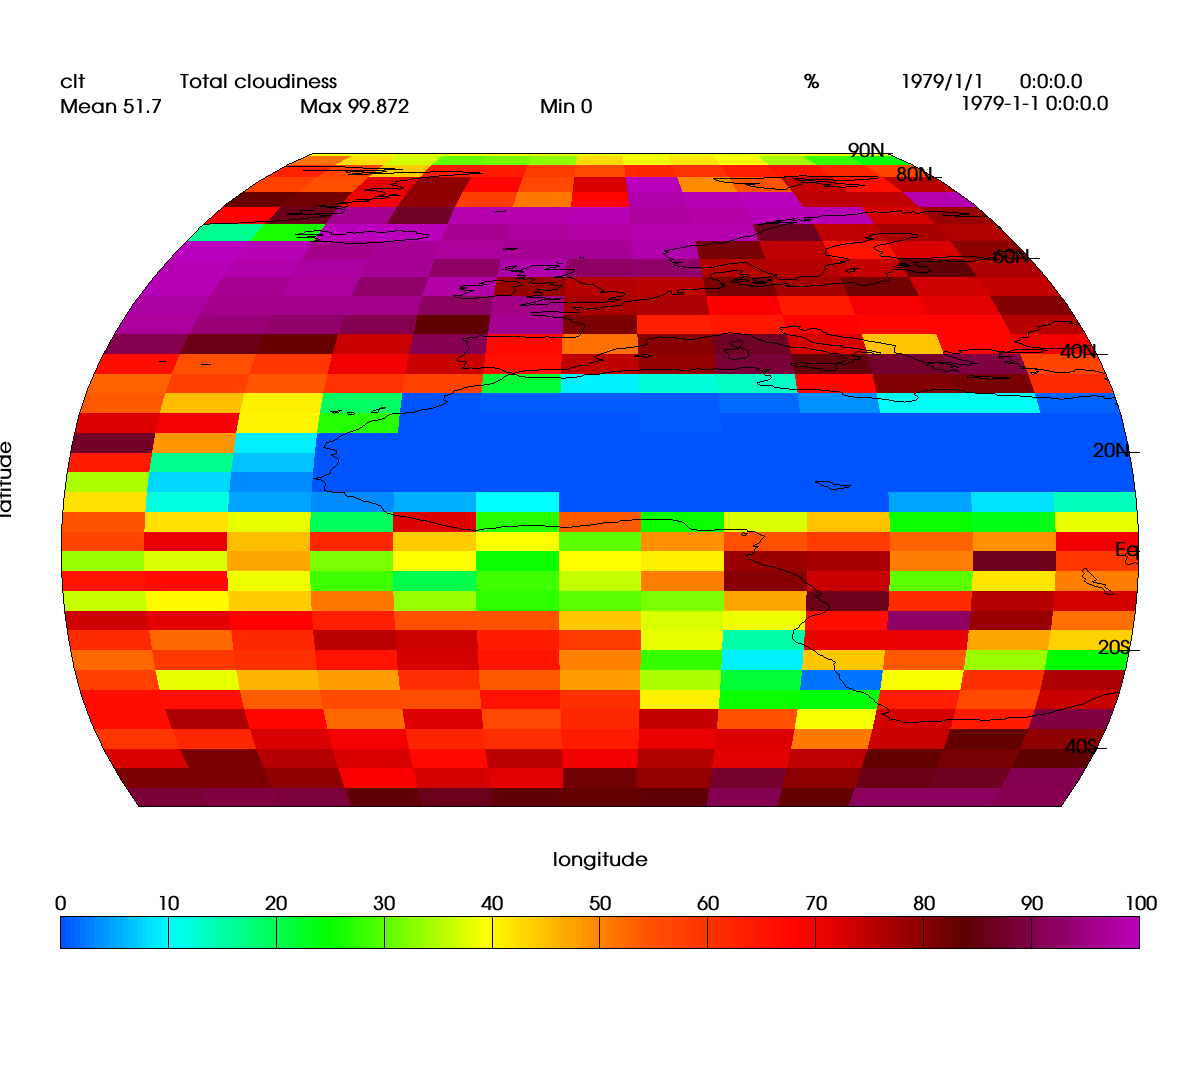 clt Total cloudiness % 1979/1/1 0:0:0.0
Mean 51.7 Max 99.872 Min 0 1979-1-1 0:0:0.0
90N
80N
60N
40N
20N
Eq
20S
40S
latitude
longitude
0 10 20 30 40 50 60 70 80 90 100